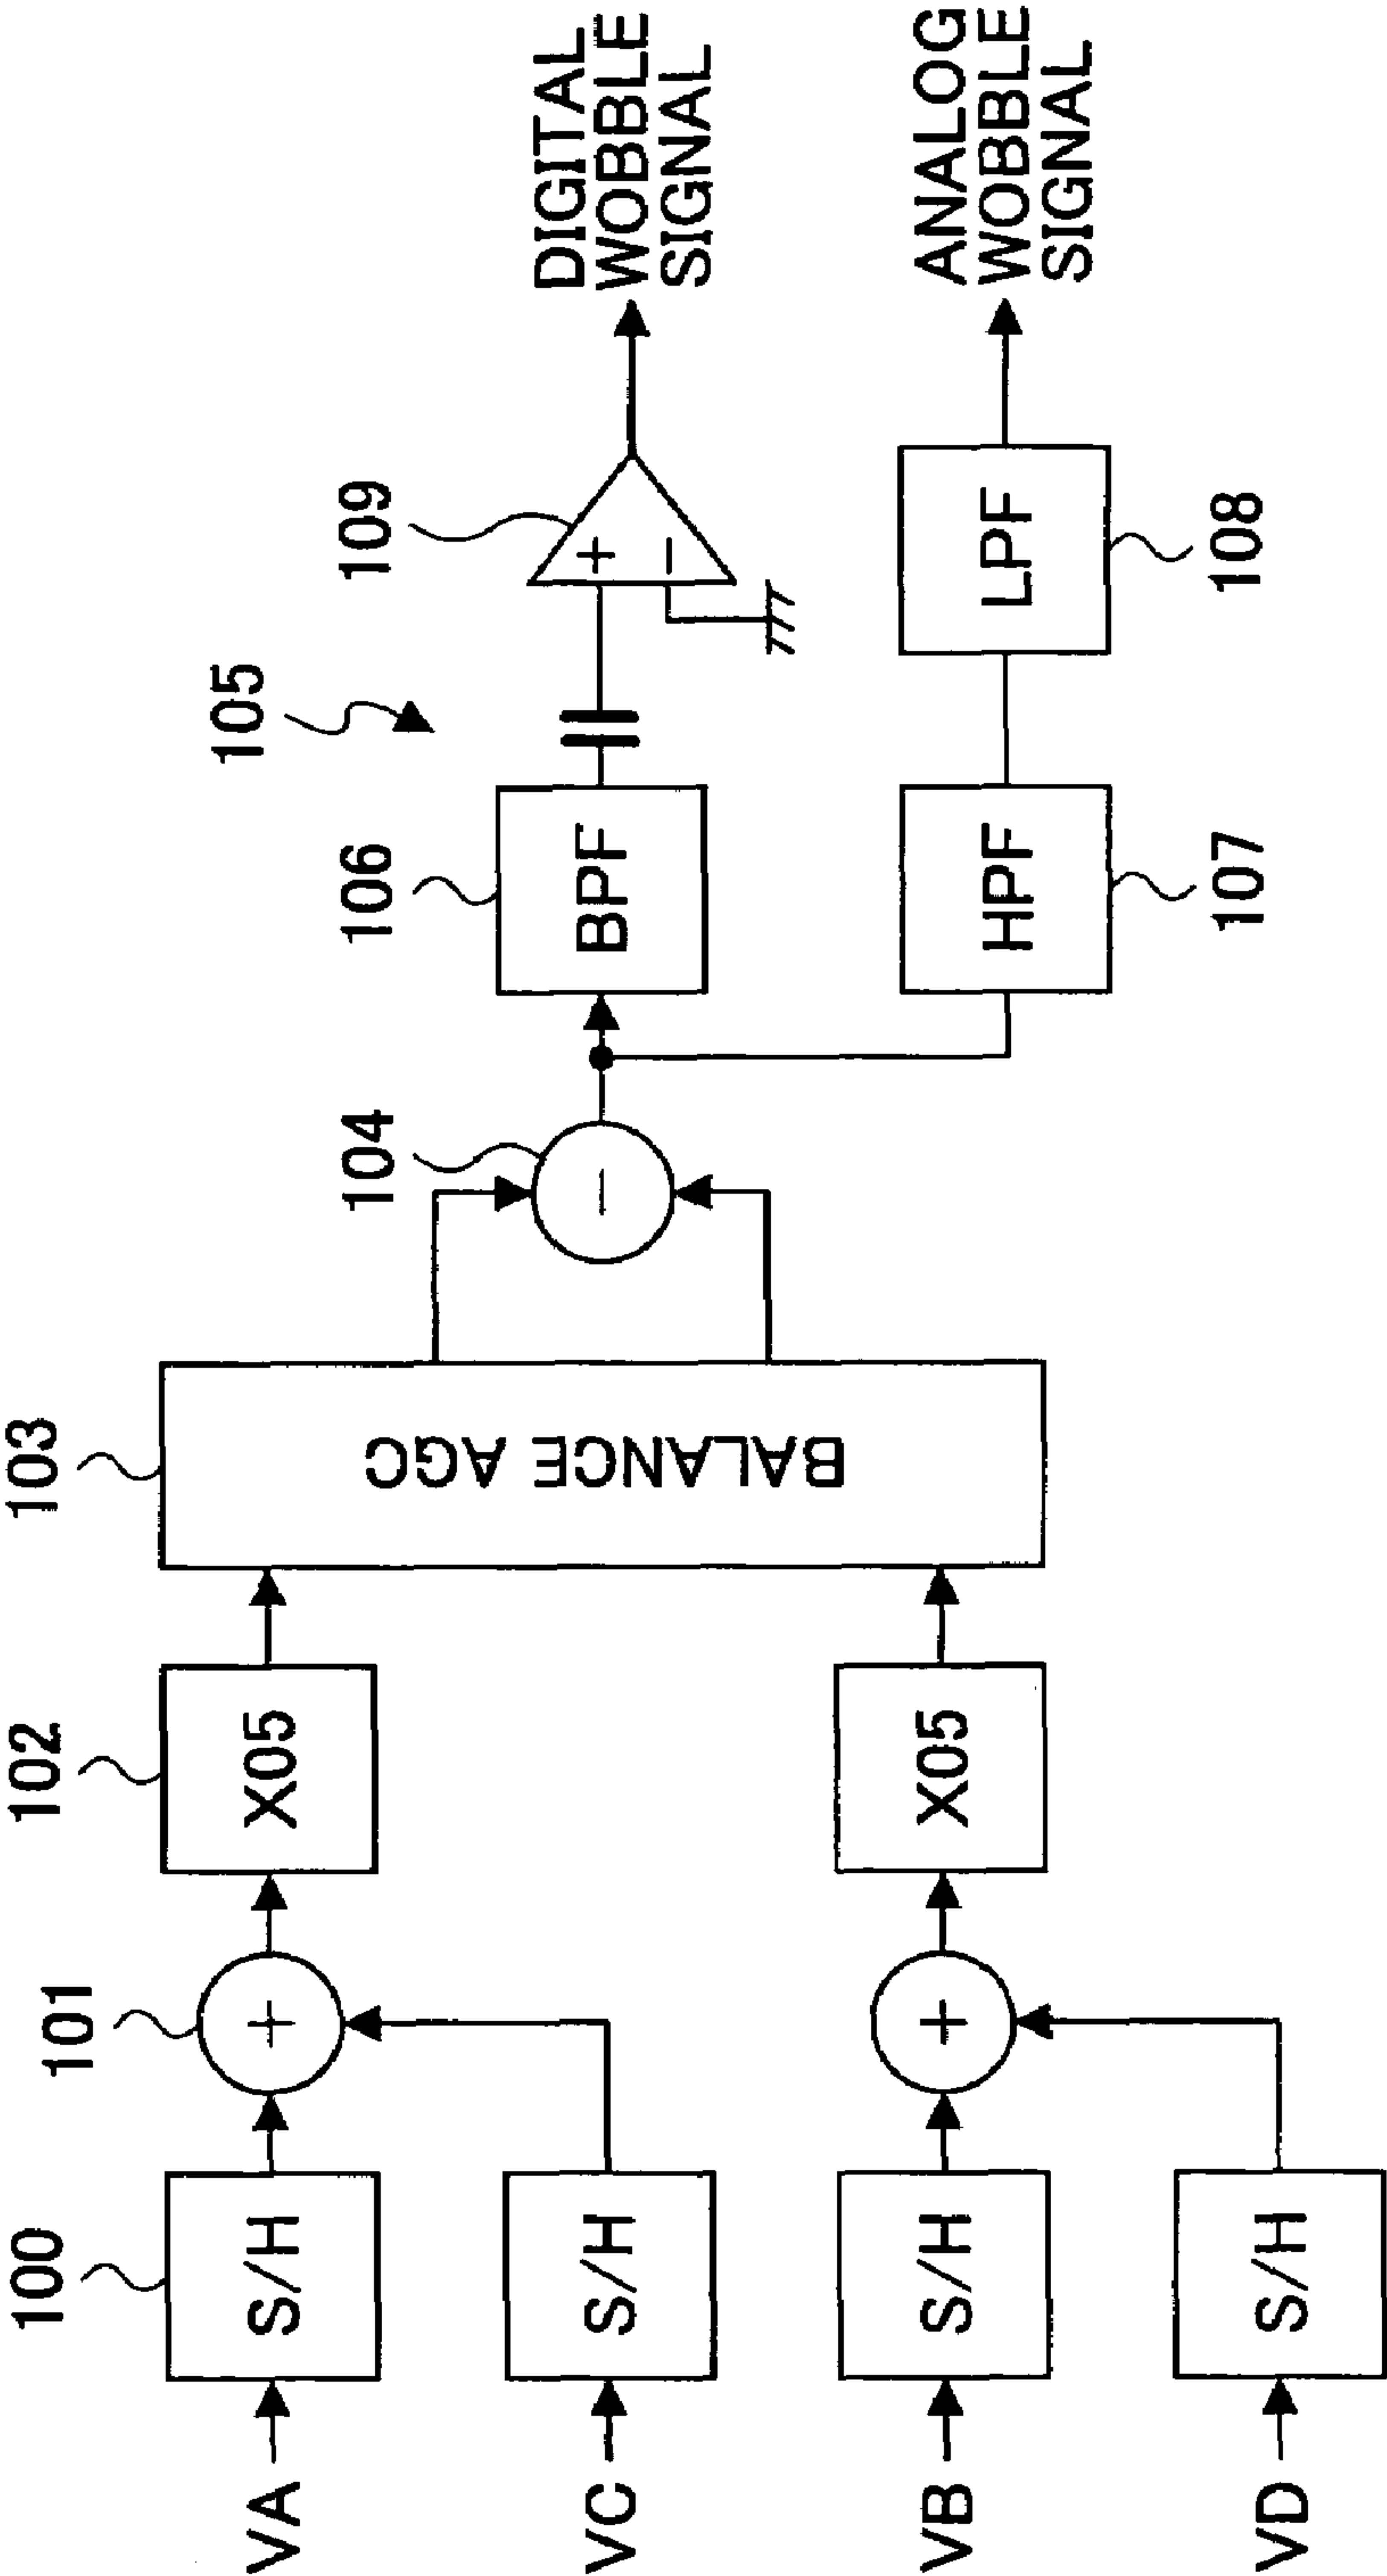 100
101
102
103
104
105
106
109
VA
S/H
+
X05
BALANCE AGC
−
BPF
+
−
DIGITAL
WOBBLE
SIGNAL
VC
S/H
VB
S/H
+
X05
HPF
LPF
ANALOG
WOBBLE
SIGNAL
107
108
VD
S/H